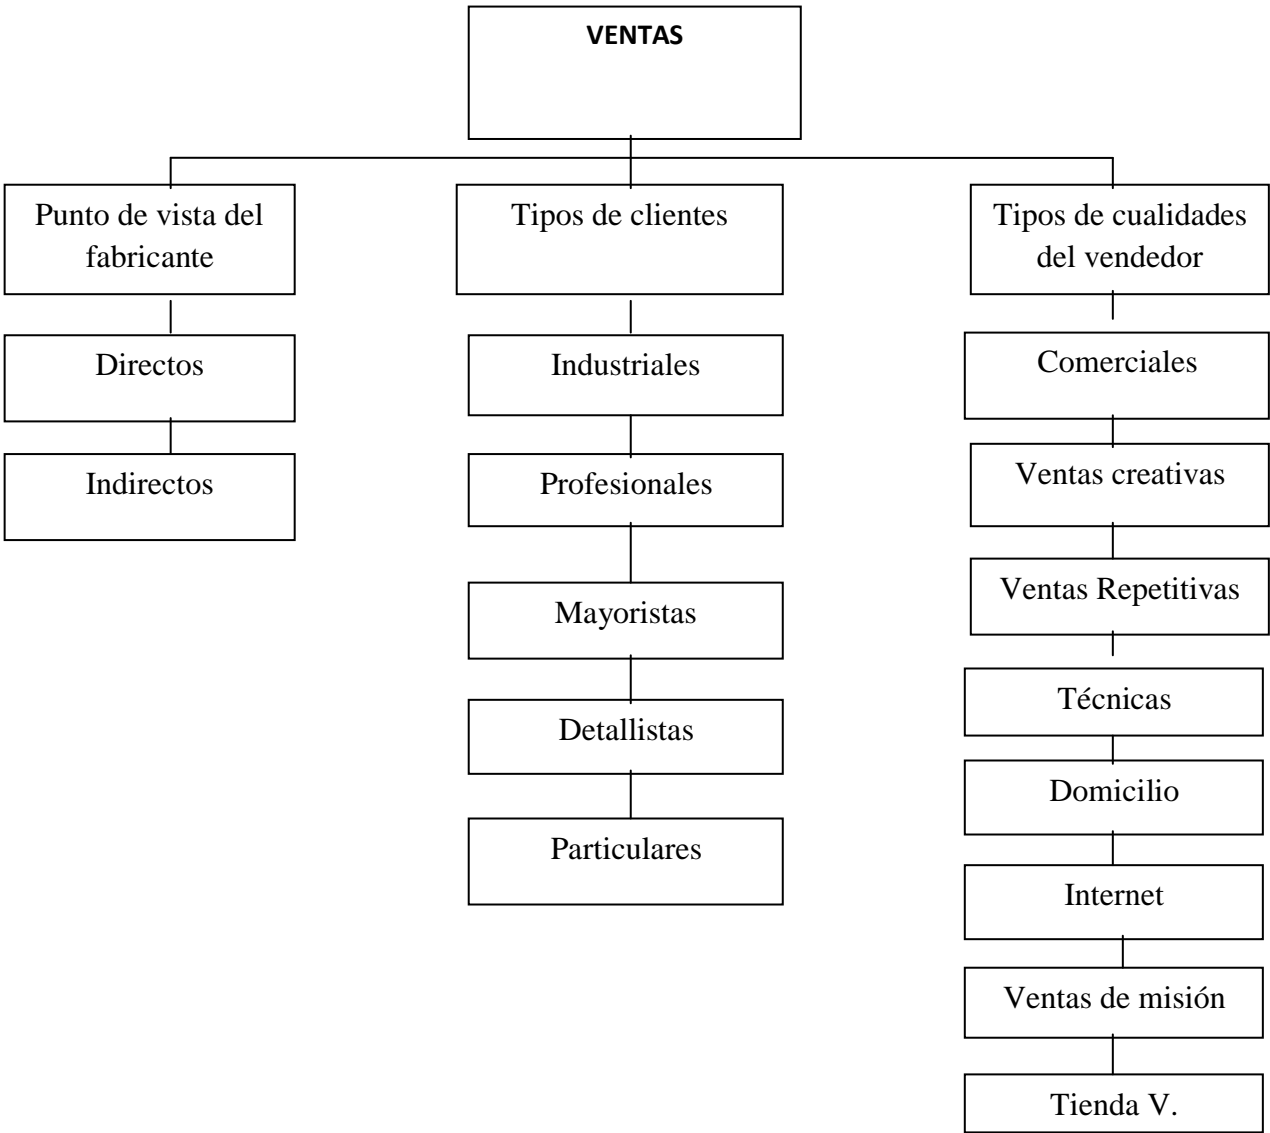 VENTAS
Punto de vista del
fabricante
Directos
Indirectos
Tipos de clientes
Industriales
Profesionales
Mayoristas
Detallistas
Particulares
Tipos de cualidades
del vendedor
Comerciales
Ventas creativas
Ventas Repetitivas
Técnicas
Domicilio
Internet
Ventas de misión
Tienda V.